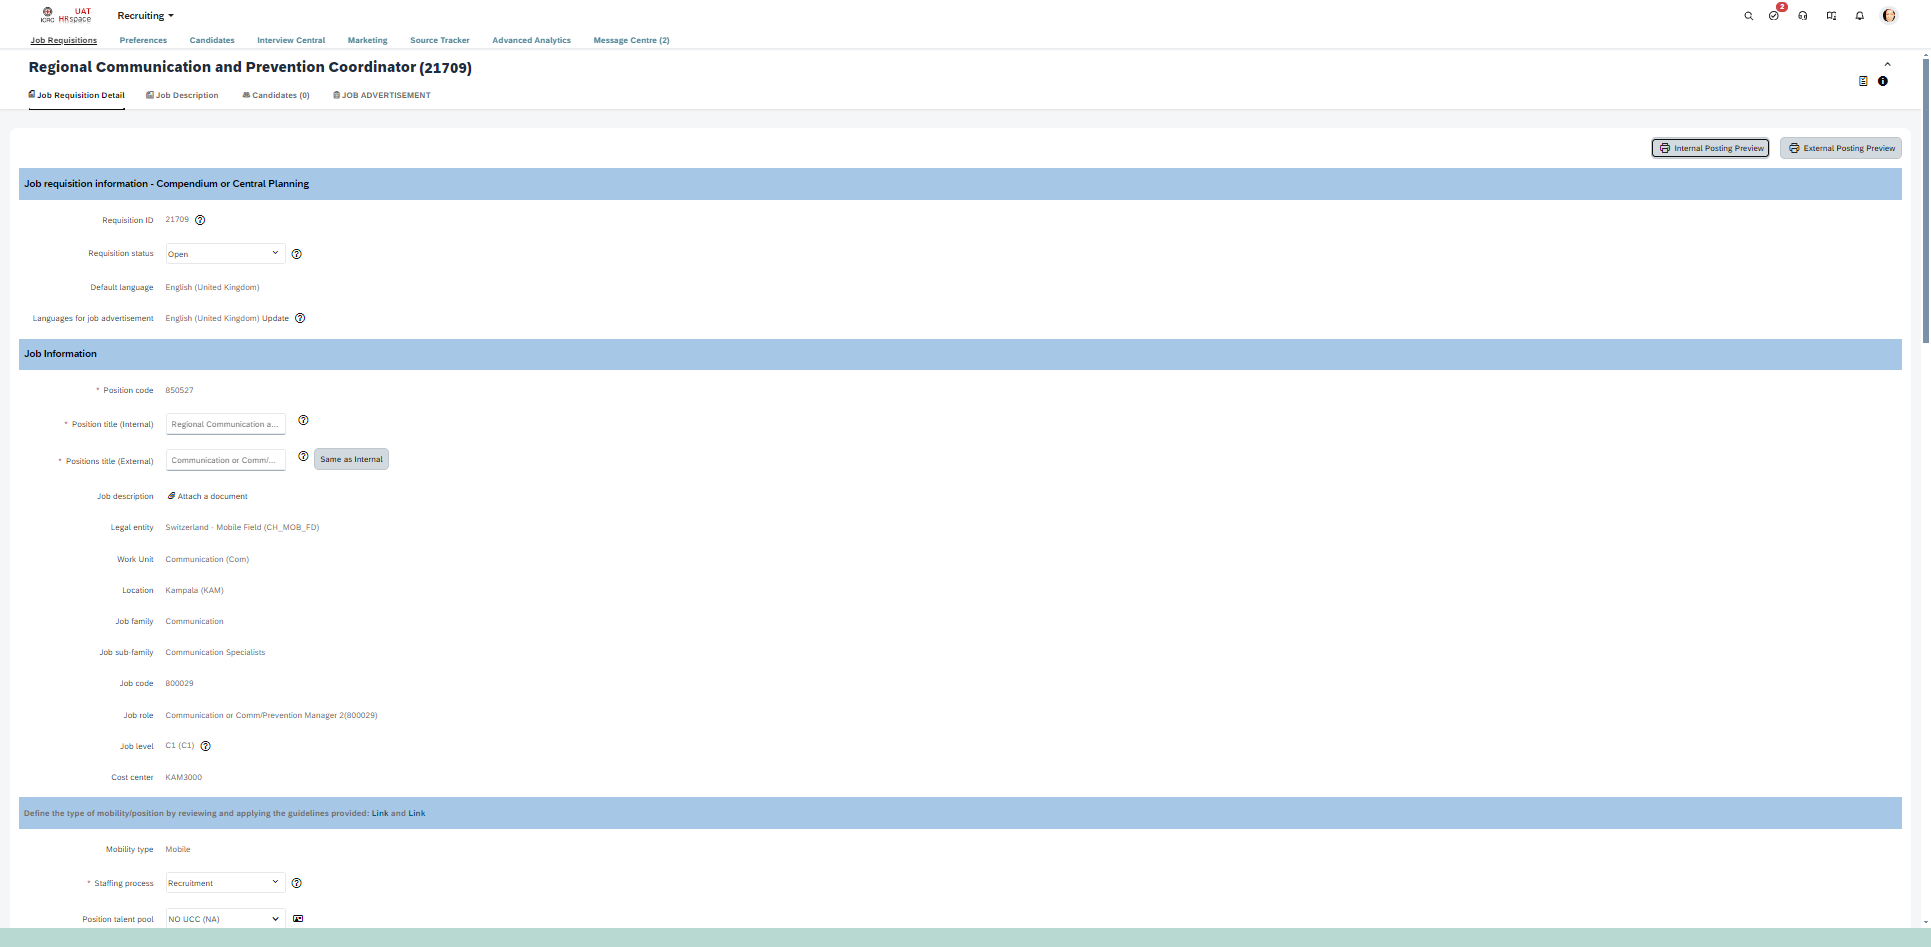 UAT
ICRC HRspace
Recruiting
2
Job Requisitions Preferences Candidates Interview Central Marketing Source Tracker Advanced Analytics Message Centre (2)
Regional Communication and Prevention Coordinator (21709)
Job Requisition Detail Job Description Candidates (0) JOB ADVERTISEMENT
Internal Posting Preview External Posting Preview
Job requisition information - Compendium or Central Planning
Requisition ID 21709
Requisition status Open
Default language English (United Kingdom)
Languages for job advertisement English (United Kingdom) Update
Job Information
* Position code 850527
* Position title (Internal) Regional Communication a...
* Positions title (External) Communication or Comm/... Same as Internal
Job description Attach a document
Legal entity Switzerland - Mobile Field (CH_MOB_FD)
Work Unit Communication (Com)
Location Kampala (KAM)
Job family Communication
Job sub-family Communication Specialists
Job code 800029
Job role Communication or Comm/Prevention Manager 2(800029)
Job level C1 (C1)
Cost center KAM3000
Define the type of mobility/position by reviewing and applying the guidelines provided: Link and Link
Mobility type Mobile
* Staffing process Recruitment
Position talent pool NO UCC (NA)